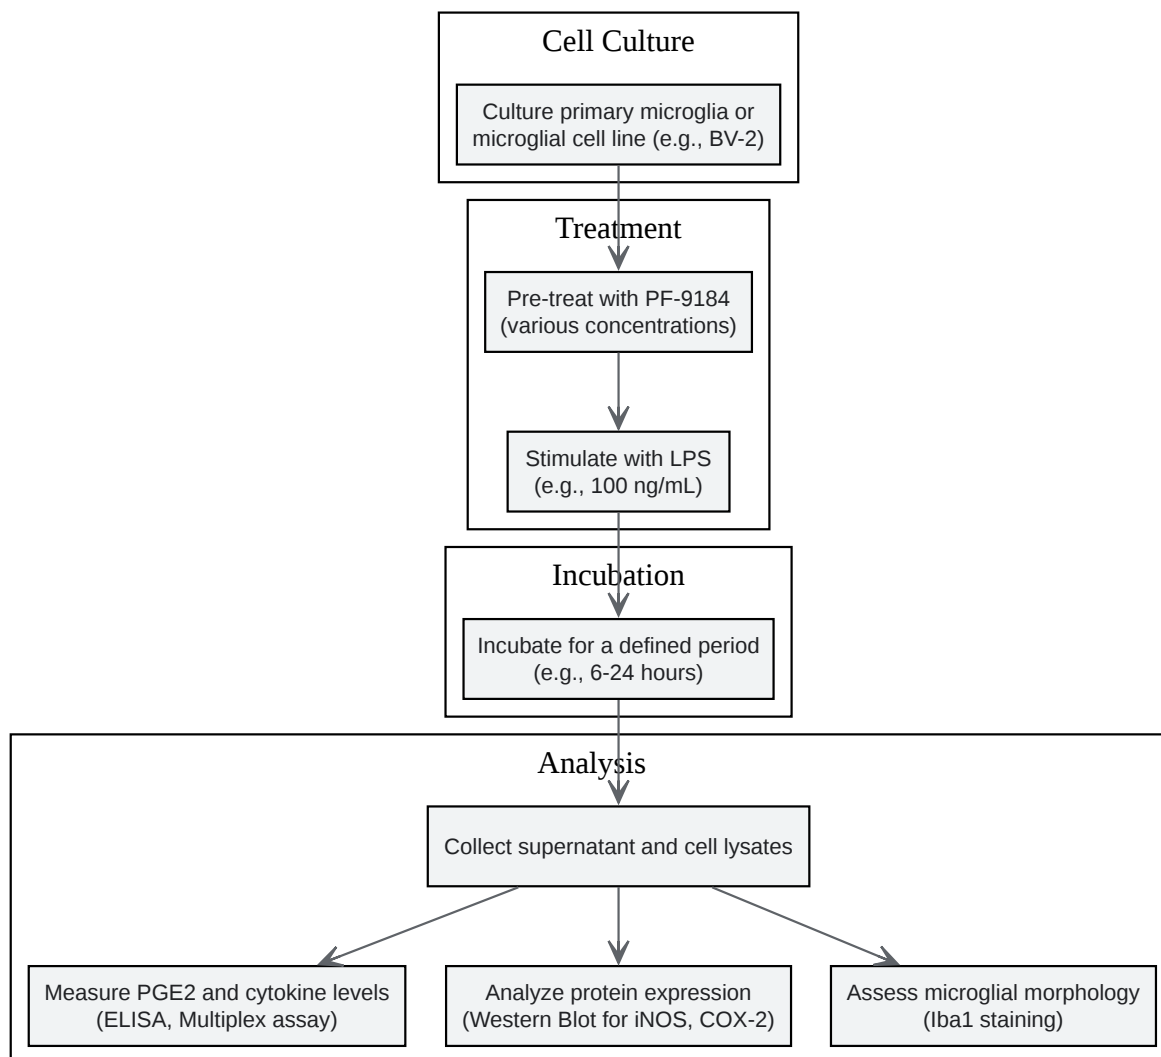 Cell Culture
Culture primary microglia or
microglial cell line (e.g., BV-2)
Treatment
Pre-treat with PF-9184
(various concentrations)
Stimulate with LPS
(e.g., 100 ng/mL)
Incubation
Incubate for a defined period
(e.g., 6-24 hours)
Analysis
Collect supernatant and cell lysates
Measure PGE2 and cytokine levels
(ELISA, Multiplex assay)
Analyze protein expression
(Western Blot for iNOS, COX-2)
Assess microglial morphology
(Iba1 staining)